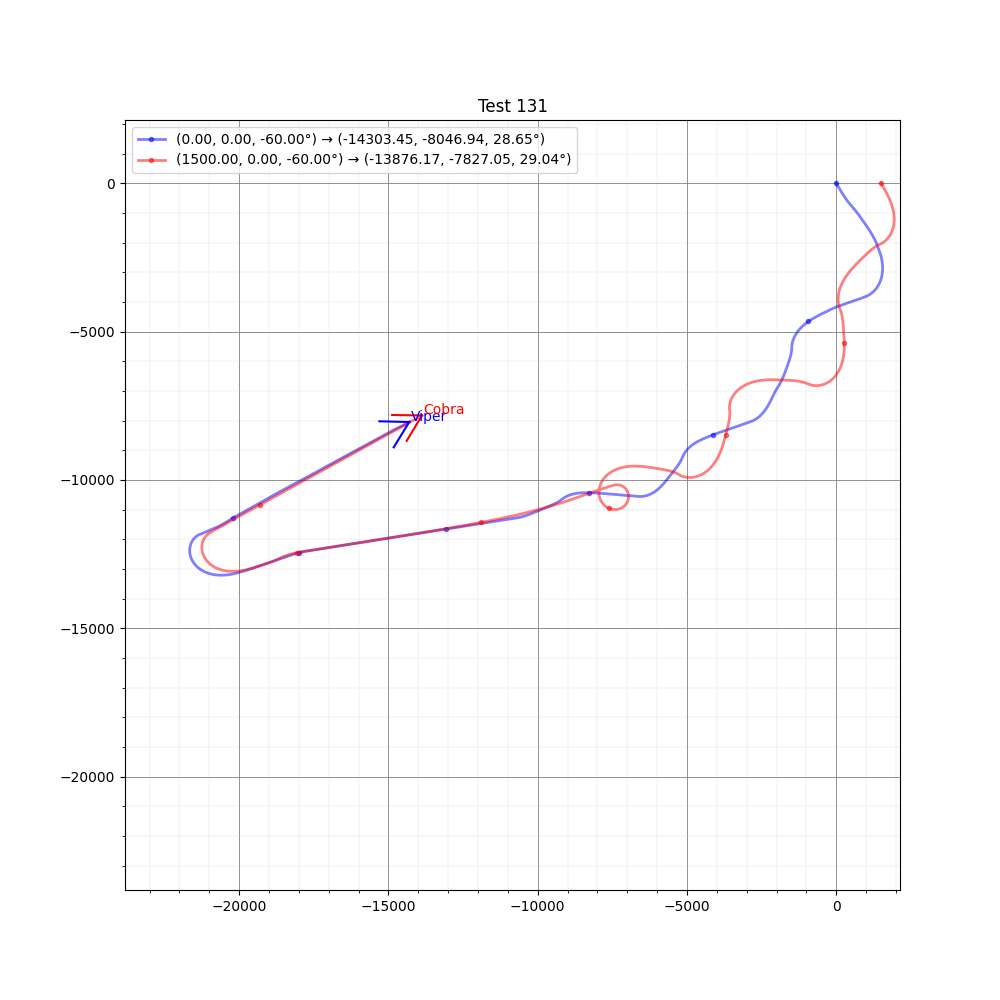 Test 131
(0.00, 0.00, -60.00°) → (-14303.45, -8046.94, 28.65°)
(1500.00, 0.00, -60.00°) → (-13876.17, -7827.05, 29.04°)
0
−5000
Cobra
Viper
−10000
−15000
−20000
−20000 −15000 −10000 −5000 0